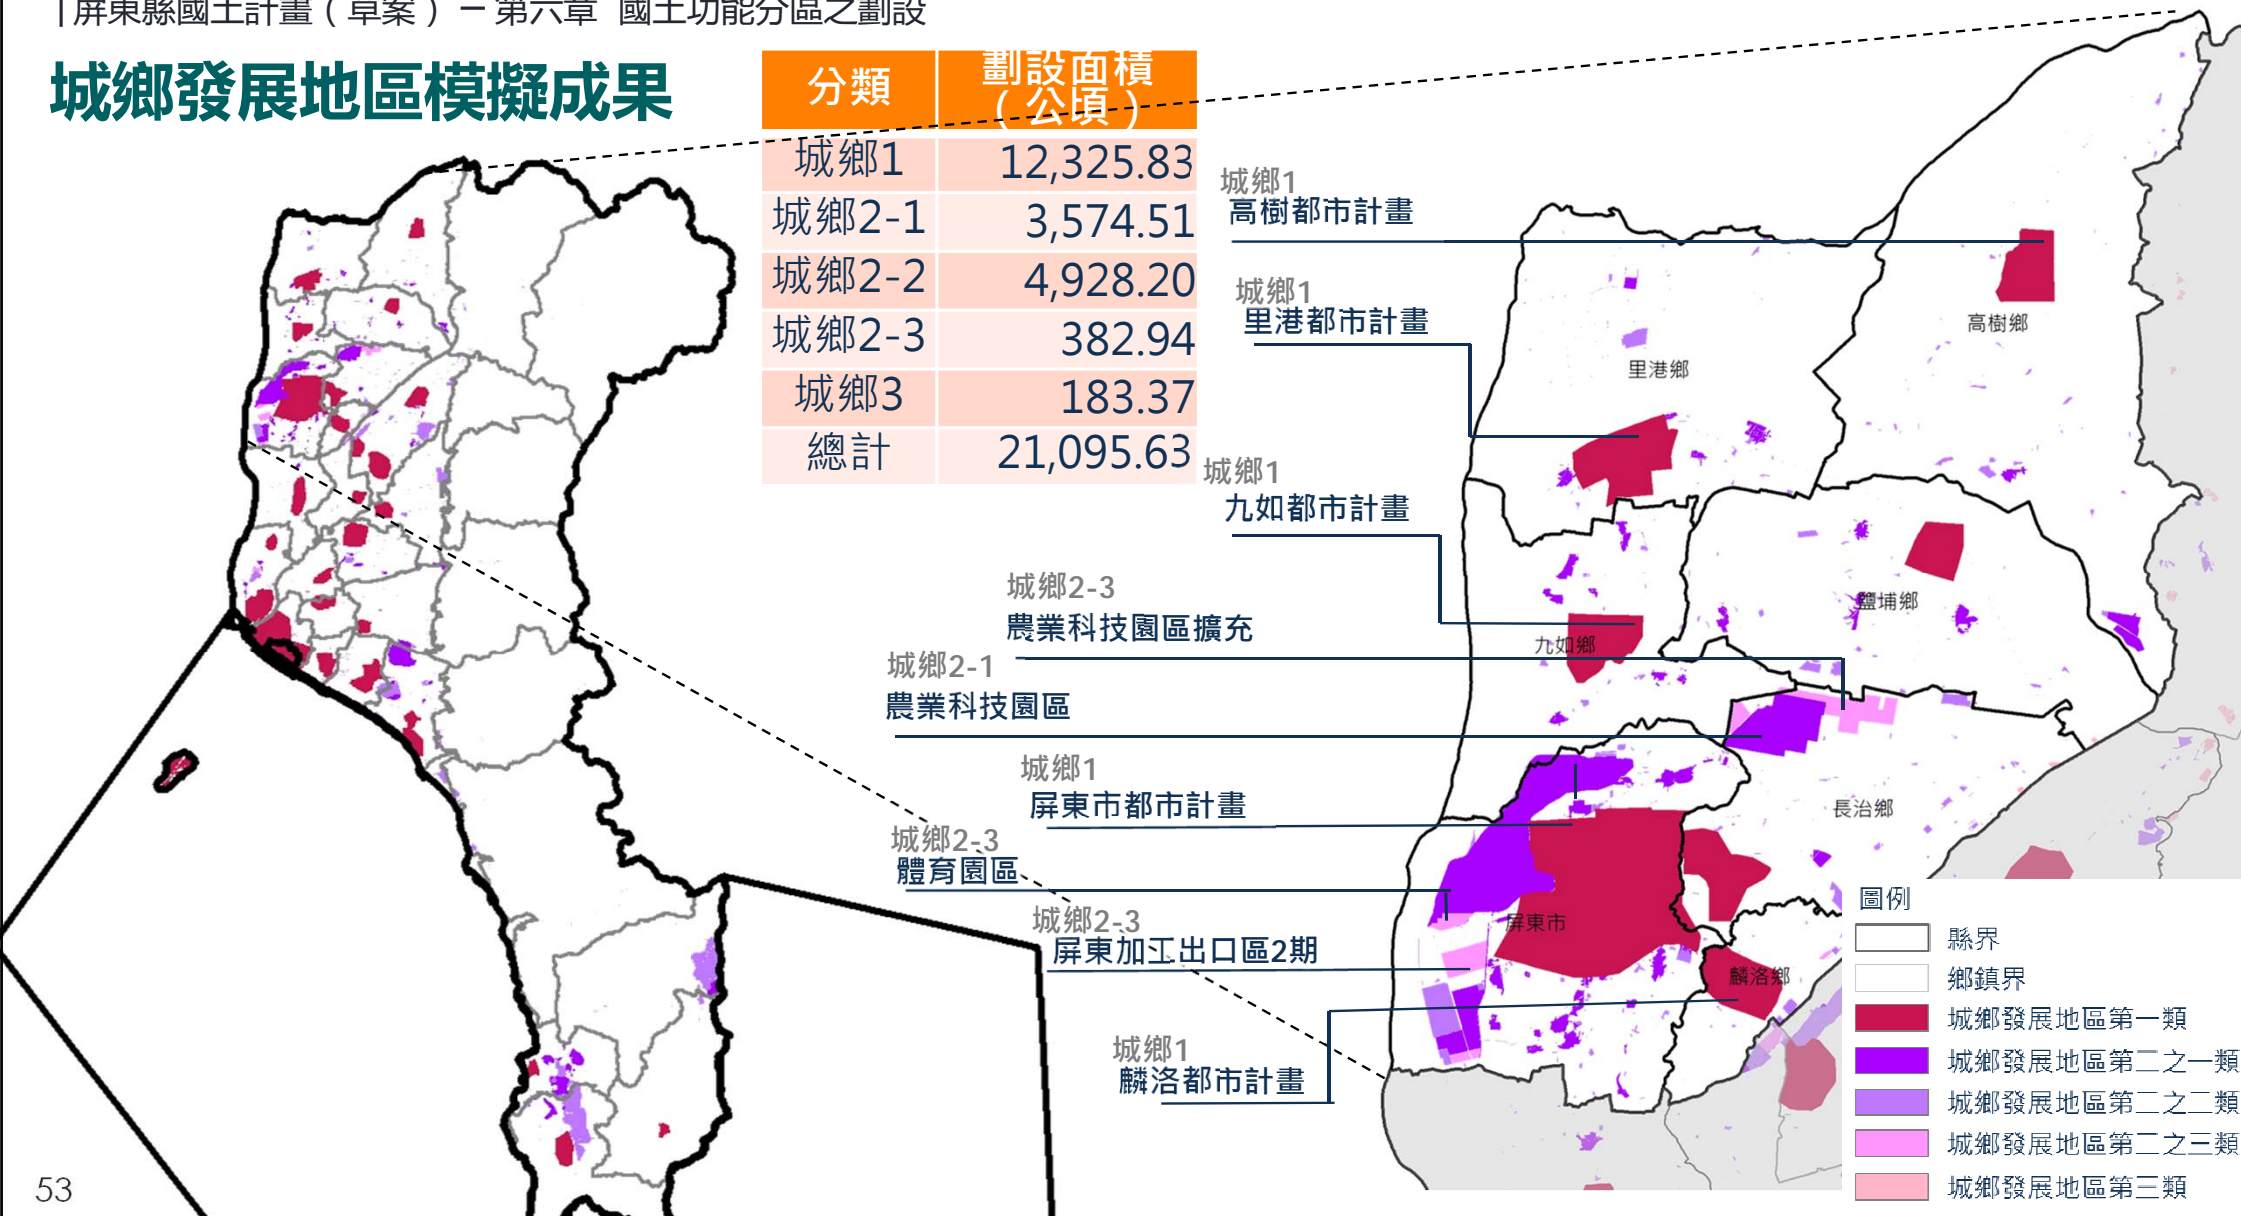 屏東縣國土計畫（草案）－第六章 國土功能分區之劃設
城鄉發展地區模擬成果
分類 劃設面積（公頃）
城鄉1 12,325.83
城鄉2-1 3,574.51
城鄉2-2 4,928.20
城鄉2-3 382.94
城鄉3 183.37
總計 21,095.63
城鄉1
高樹都市計畫
城鄉1
里港都市計畫
城鄉1
九如都市計畫
城鄉2-3
農業科技園區擴充
城鄉2-1
農業科技園區
城鄉1
屏東市都市計畫
城鄉2-3
體育園區
城鄉2-3
屏東加工出口區2期
城鄉1
麟洛都市計畫
高樹鄉
里港鄉
鹽埔鄉
九如鄉
長治鄉
屏東市
麟洛鄉
圖例
縣界
鄉鎮界
城鄉發展地區第一類
城鄉發展地區第二之一類
城鄉發展地區第二之二類
城鄉發展地區第二之三類
城鄉發展地區第三類
53